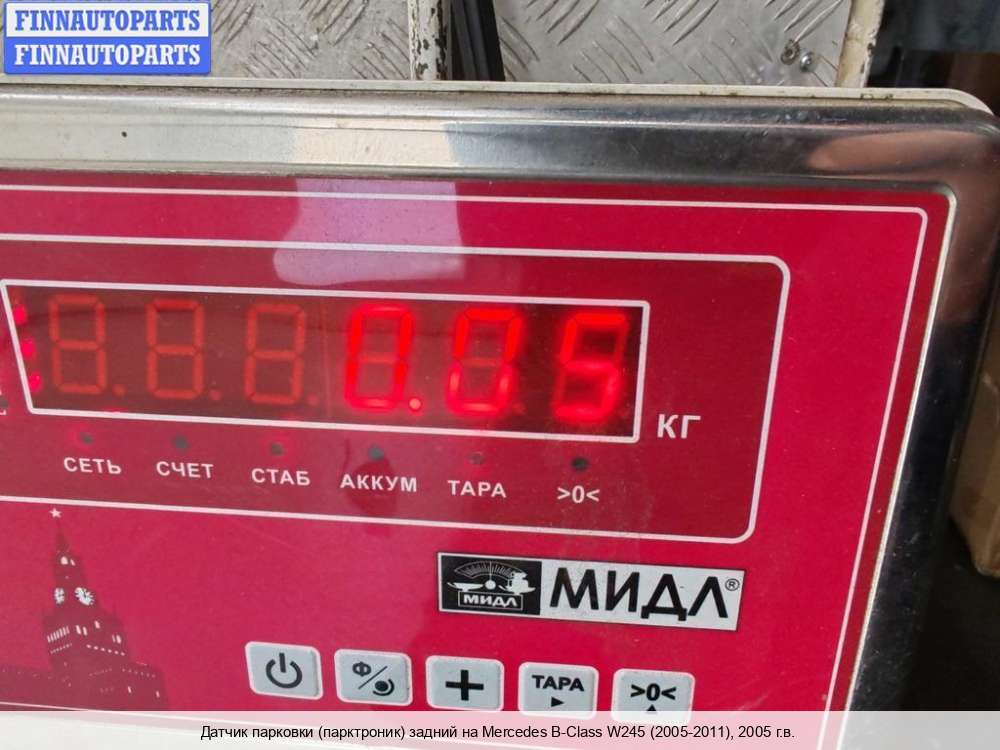 FINNAUTOPARTS
FINNAUTOPARTS
0.05
КГ
СЕТЬ СЧЕТ СТАБ АККУМ ТАРА >0<
МИДЛ МИДЛ®
Ф ТАРА >0<
Датчик парковки (парктроник) задний на Mercedes B-Class W245 (2005-2011), 2005 г.в.